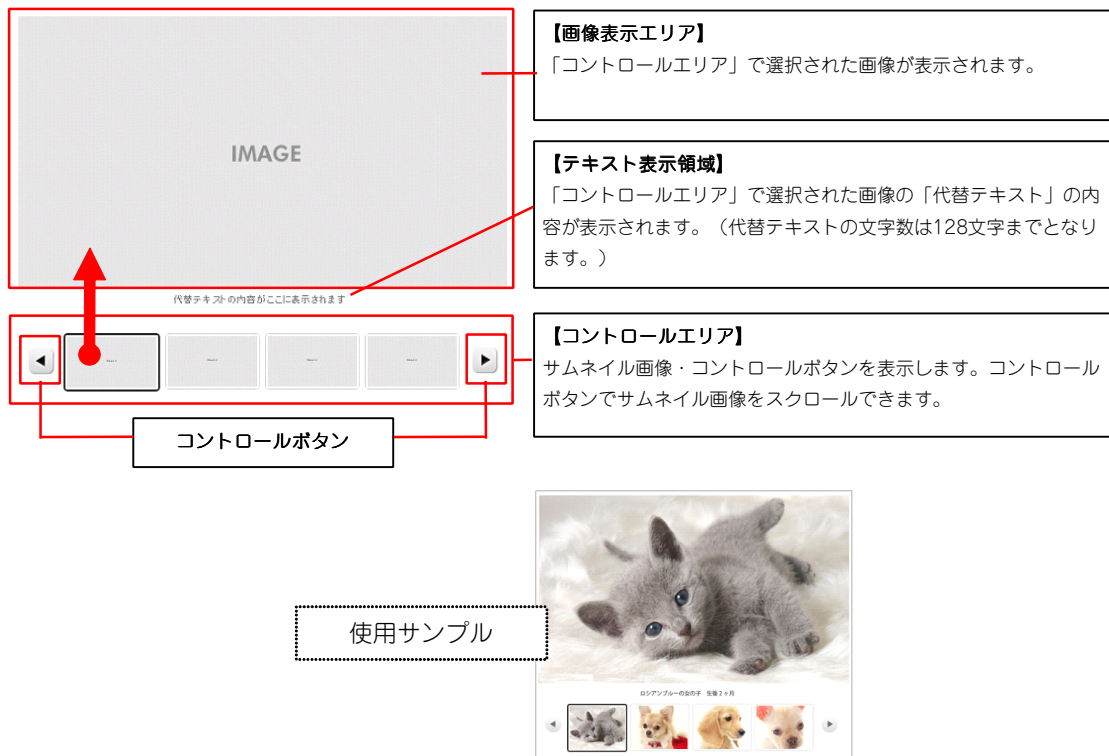 IMAGE
代替テキストの内容がここに表示されます
コントロールボタン
【画像表示エリア】
「コントロールエリア」で選択された画像が表示されます。
【テキスト表示領域】
「コントロールエリア」で選択された画像の「代替テキスト」の内
容が表示されます。（代替テキストの文字数は128文字までとなり
ます。）
【コントロールエリア】
サムネイル画像・コントロールボタンを表示します。コントロール
ボタンでサムネイル画像をスクロールできます。
使用サンプル
ロシアンブルーの女の子　生後２ヶ月